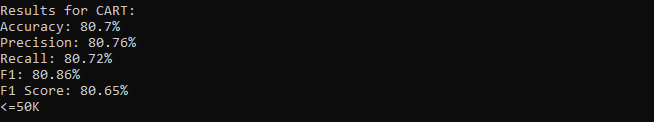 Results for CART:
Accuracy: 80.7%
Precision: 80.76%
Recall: 80.72%
F1: 80.86%
F1 Score: 80.65%
<=50K